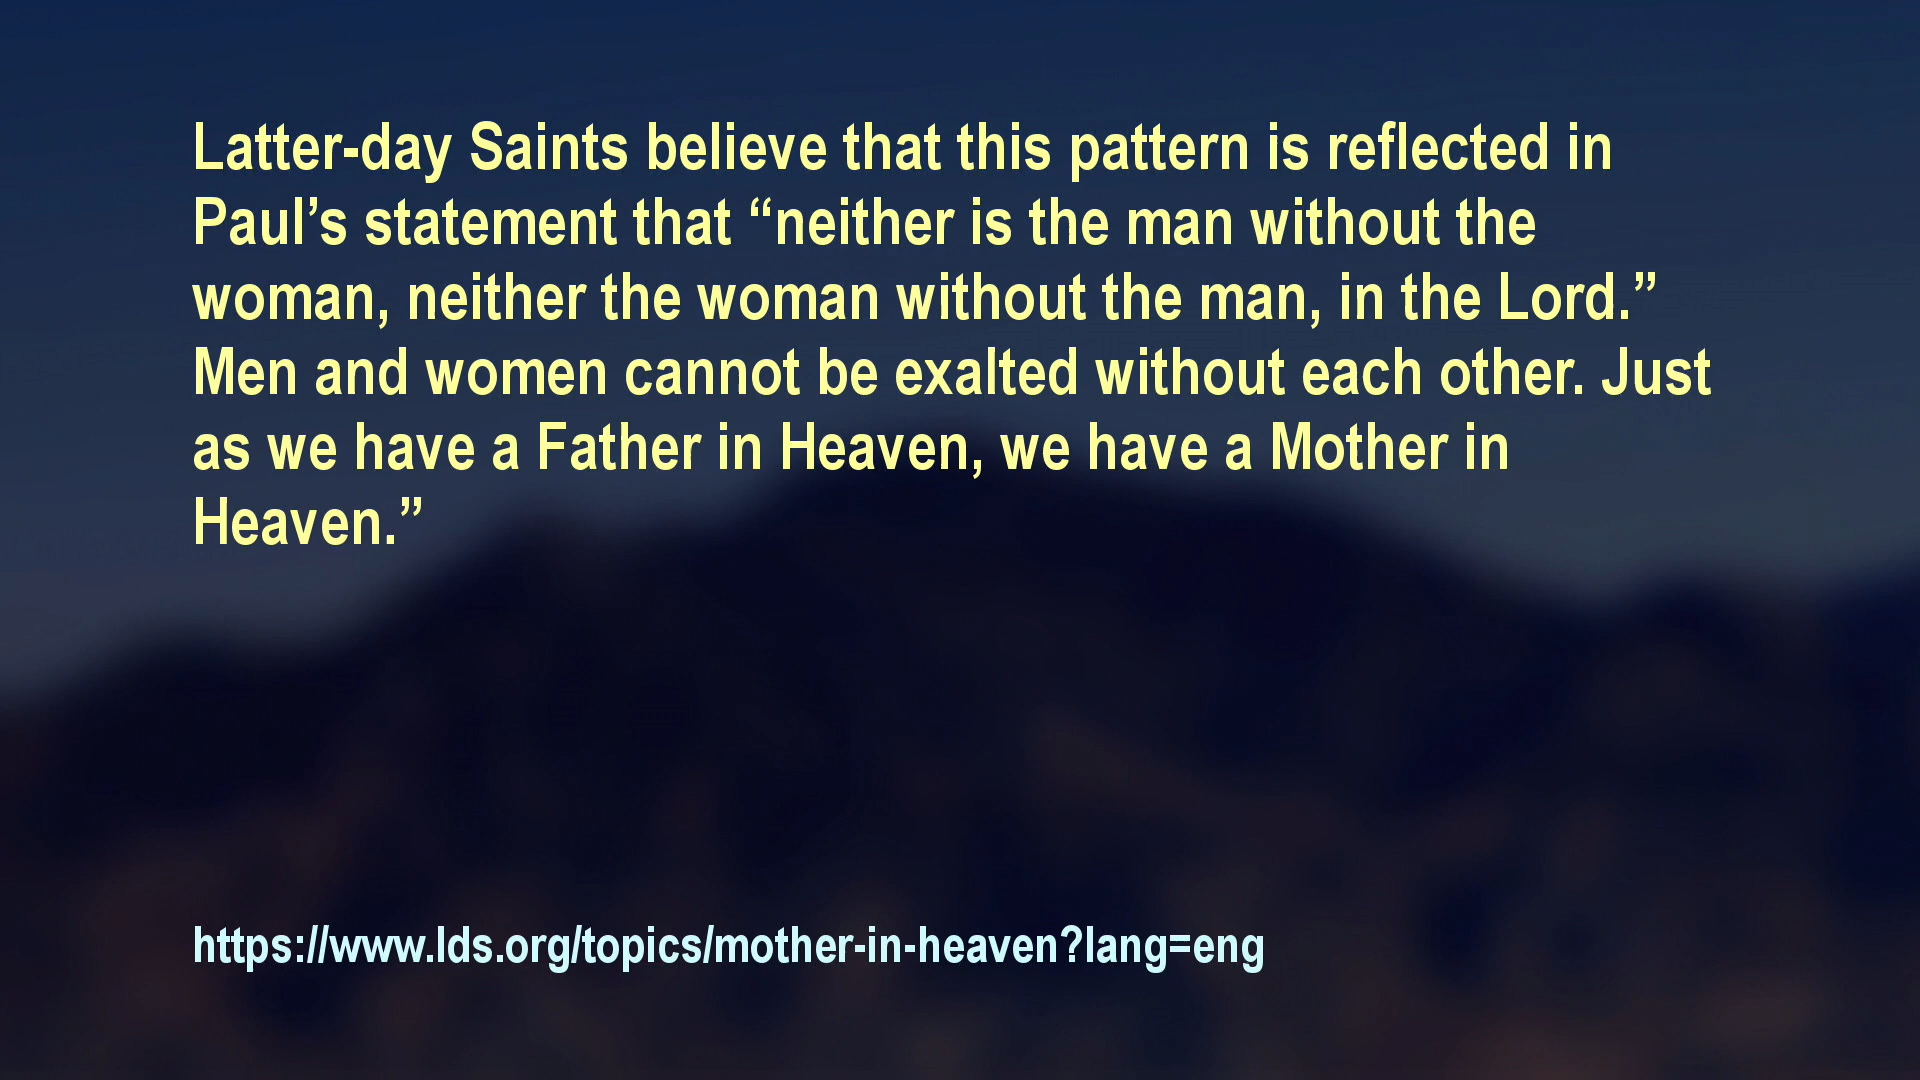 Latter-day Saints believe that this pattern is reflected in
Paul’s statement that “neither is the man without the
woman, neither the woman without the man, in the Lord.”
Men and women cannot be exalted without each other. Just
as we have a Father in Heaven, we have a Mother in
Heaven.”
https://www.lds.org/topics/mother-in-heaven?lang=eng